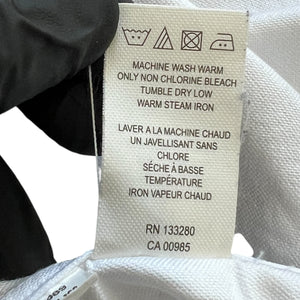 MACHINE WASH WARM
ONLY NON CHLORINE BLEACH
TUMBLE DRY LOW
WARM STEAM IRON
LAVER A LA MACHINE CHAUD
UN JAVELLISANT SANS
CHLORE
SÉCHE À BASSE
TEMPÉRATURE
IRON VAPEUR CHAUD
RN 133280
CA 00985